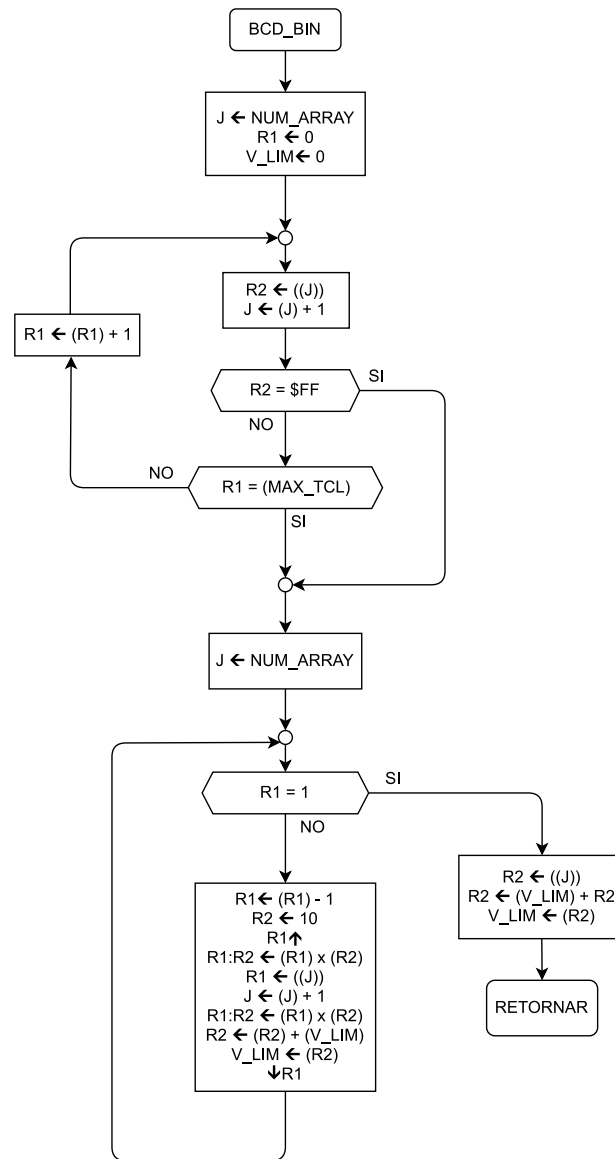 BCD_BIN
J ← NUM_ARRAY
R1 ← 0
V_LIM← 0
R2 ← ((J))
J ← (J) + 1
R1 ← (R1) + 1
R2 = $FF
SI
NO
NO
R1 = (MAX_TCL)
SI
J ← NUM_ARRAY
R1 = 1
SI
NO
R1← (R1) - 1
R2 ← 10
R1↑
R1:R2 ← (R1) x (R2)
R1 ← ((J))
J ← (J) + 1
R1:R2 ← (R1) x (R2)
R2 ← (R2) + (V_LIM)
V_LIM ← (R2)
↓R1
R2 ← ((J))
R2 ← (V_LIM) + R2
V_LIM ← (R2)
RETORNAR